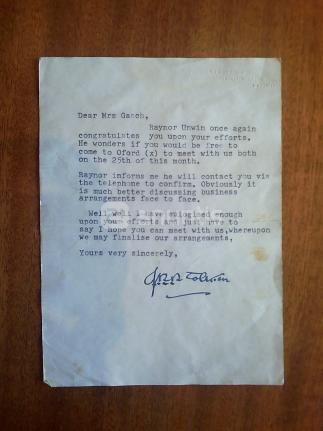 Dear Mrs Gaach,
Raynor Unwin once again
congratulates you upon your efforts.
He wonders if you would be free to
come to Oford (x) to meet with us both
on the 25th of this month.
Raynor informs me he will contact you via
the telephone to confirm. Obviously it
is much better discussing business
arrangements face to face.
Well well I have eulogised enough
upon your efforts and just have to
say I hope you can meet with us,whereupon
we may finalise our arrangements.
Yours very sincerely,